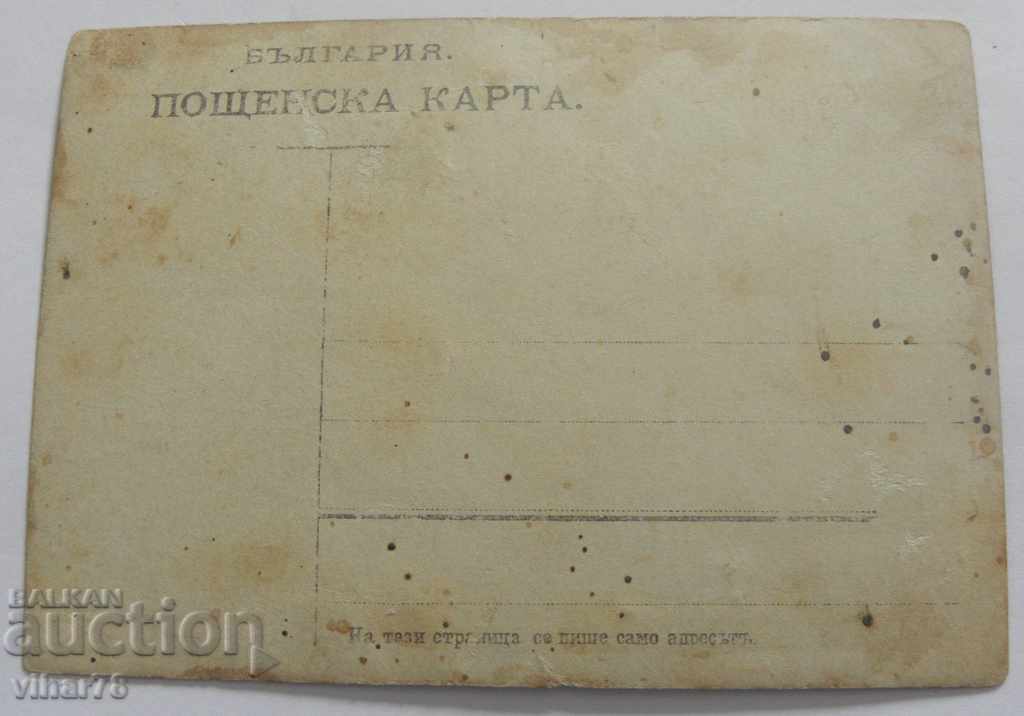 БЪЛГАРИЯ.
ПОЩЕНСКА КАРТА.
На тази страница се пише само адресътъ.
BALKAN
auction
vihar78